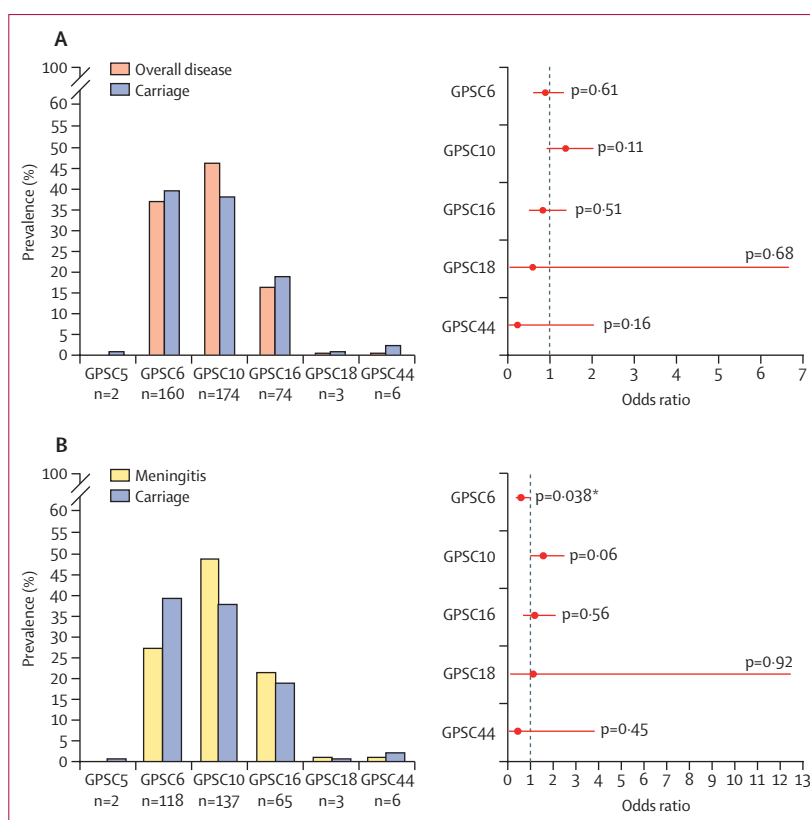 A
Overall disease
Carriage
Prevalence (%)
100
60
55
50
45
40
35
30
25
20
15
10
5
0
GPSC5 GPSC6 GPSC10 GPSC16 GPSC18 GPSC44
n=2 n=160 n=174 n=74 n=3 n=6
GPSC6 p=0·61
GPSC10 p=0·11
GPSC16 p=0·51
GPSC18 p=0·68
GPSC44 p=0·16
0 1 2 3 4 5 6 7
Odds ratio
B
Meningitis
Carriage
Prevalence (%)
100
60
55
50
45
40
35
30
25
20
15
10
5
0
GPSC5 GPSC6 GPSC10 GPSC16 GPSC18 GPSC44
n=2 n=118 n=137 n=65 n=3 n=6
GPSC6 p=0·038*
GPSC10 p=0·06
GPSC16 p=0·56
GPSC18 p=0·92
GPSC44 p=0·45
0 1 2 3 4 5 6 7 8 9 10 11 12 13
Odds ratio